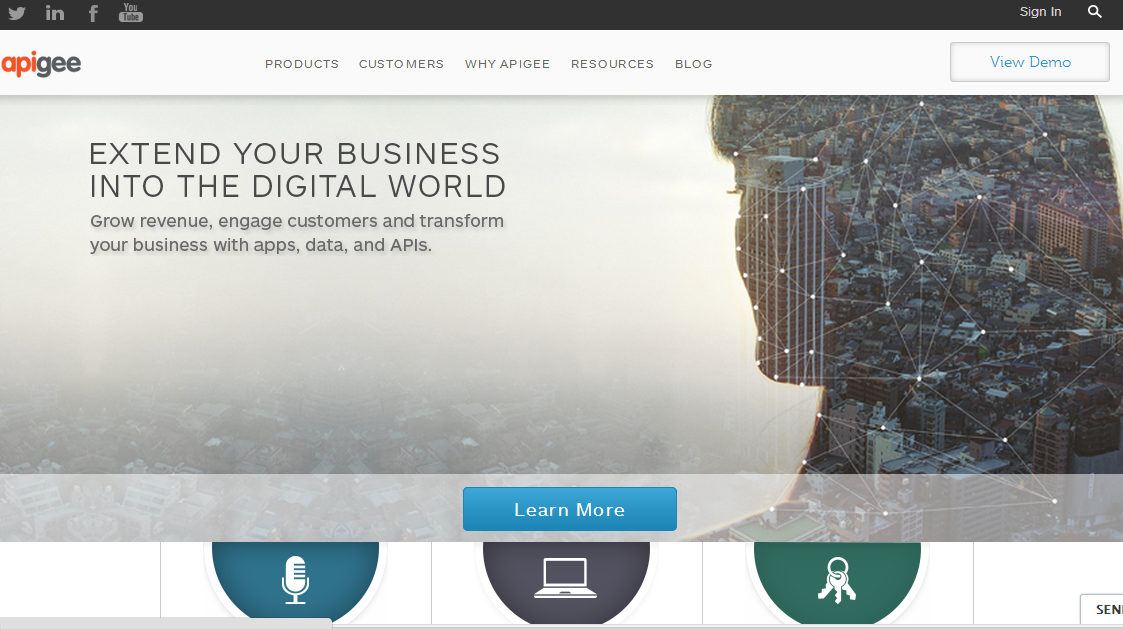 You
Tube
Sign In
apigee
PRODUCTS CUSTOMERS WHY APIGEE RESOURCES BLOG
View Demo
EXTEND YOUR BUSINESS
INTO THE DIGITAL WORLD
Grow revenue, engage customers and transform
your business with apps, data, and APIs.
Learn More